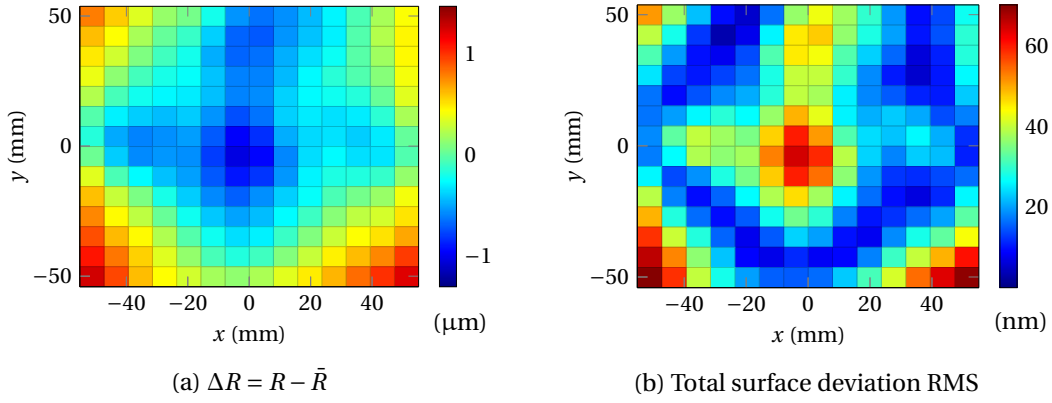 50
0
−50
y (mm)
−40 −20 0 20 40
x (mm)
1
0
−1
(μm)
(a) ΔR = R − R̄
50
0
−50
y (mm)
−40 −20 0 20 40
x (mm)
60
40
20
(nm)
(b) Total surface deviation RMS